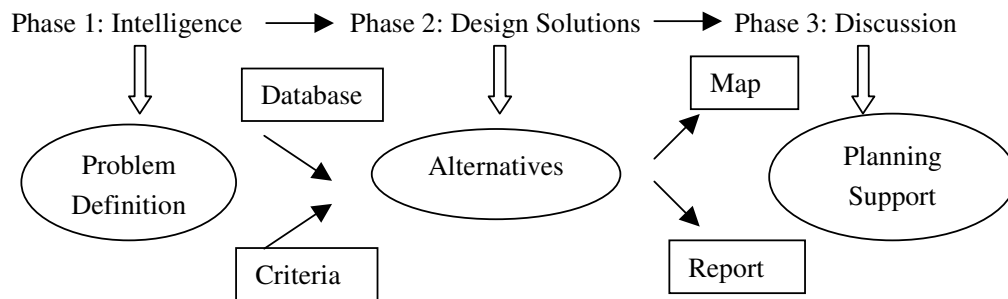 Phase 1: Intelligence
Phase 2: Design Solutions
Phase 3: Discussion
Database
Map
Problem
Definition
Alternatives
Planning
Support
Criteria
Report